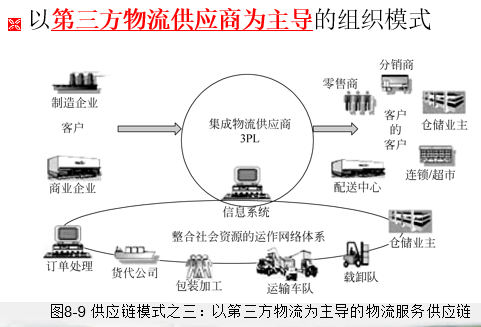 以第三方物流供应商为主导的组织模式
制造企业
客户
商业企业
集成物流供应商
3PL
信息系统
零售商
分销商
客户
的
客户
仓储业主
配送中心
连锁/超市
整合社会资源的运作网络体系
订单处理
货代公司
包装加工
运输车队
载卸队
仓储业主
图8-9 供应链模式之三：以第三方物流为主导的物流服务供应链